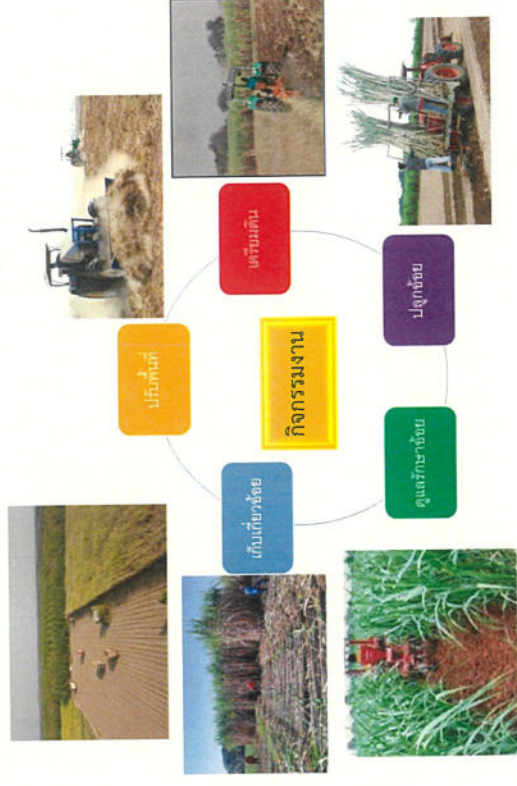 กิจกรรมงาน
ปรับพื้นที่
เตรียมดิน
ปลูกอ้อย
ดูแลรักษาอ้อย
เก็บเกี่ยวอ้อย